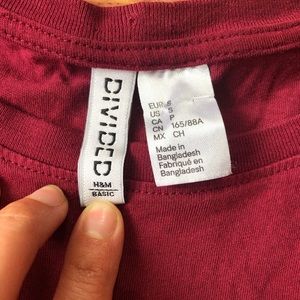 DIVIDED
H&M
BASIC
EUR S
US S
CA P
CN 165/88A
MX CH
Made in
Bangladesh
Fabriqué en
Bangladesh